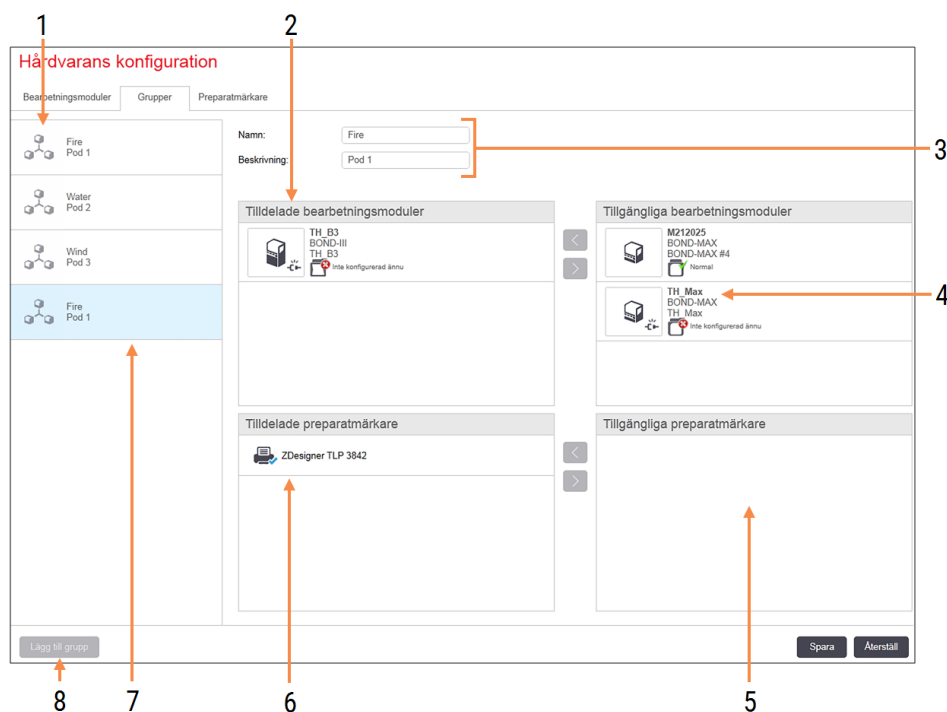 1
2
Hårdvarans konfiguration
Bearbetningsmoduler
Grupper
Preparatmärkare
Fire
Pod 1
Water
Pod 2
Wind
Pod 3
Fire
Pod 1
Namn:
Fire
Beskrivning:
Pod 1
3
Tilldelade bearbetningsmoduler
TH_B3
BOND-III
TH_B3
Inte konfigurerad ännu
<
>
Tillgängliga bearbetningsmoduler
M212025
BOND-MAX
BOND-MAX #4
Normal
TH_Max
BOND-MAX
TH_Max
Inte konfigurerad ännu
4
Tilldelade preparatmärkare
ZDesigner TLP 3842
<
>
Tillgängliga preparatmärkare
Lägg till grupp
Spara
Återställ
8
7
6
5